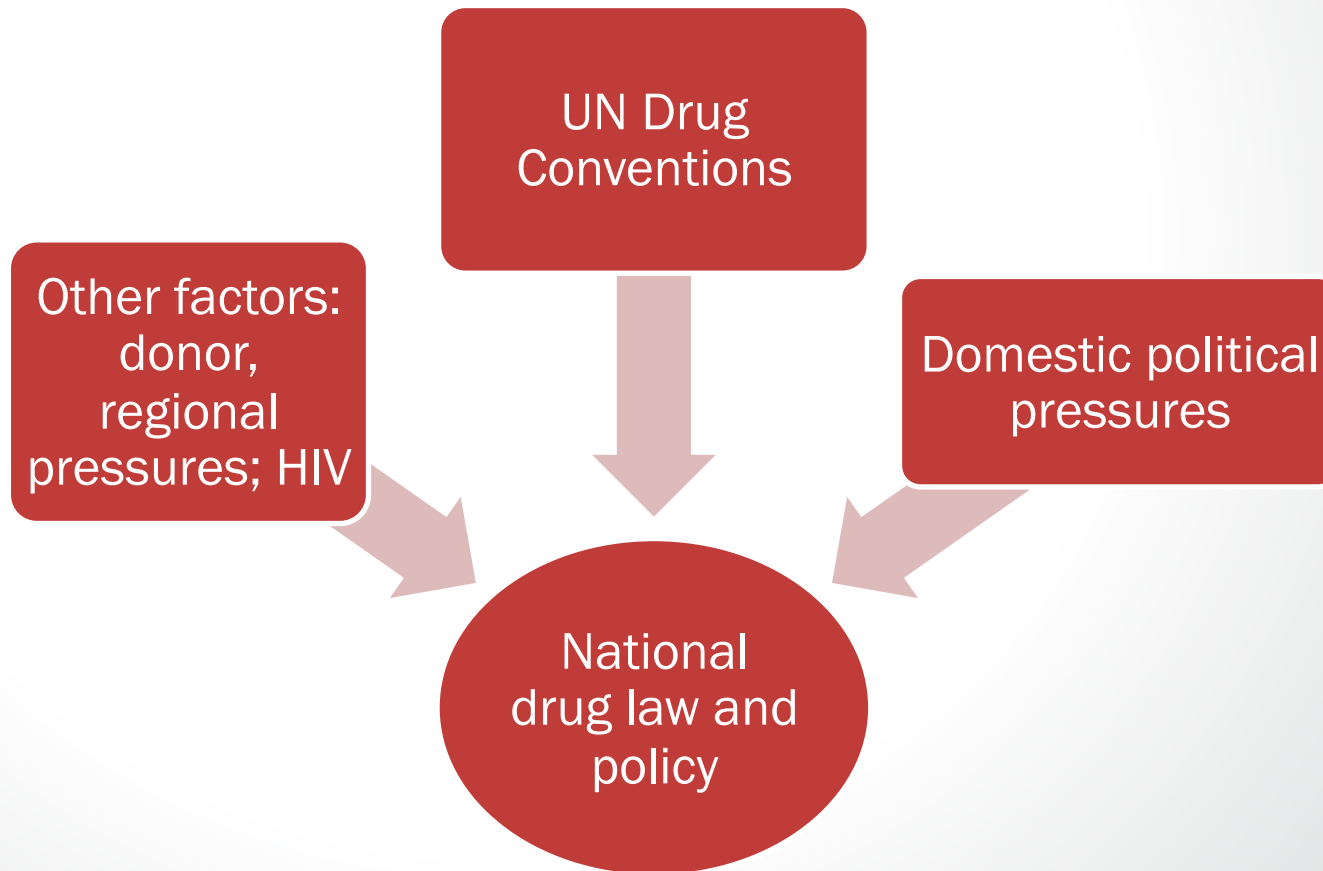 UN Drug
Conventions
Other factors:
donor,
regional
pressures; HIV
Domestic political
pressures
National
drug law and
policy